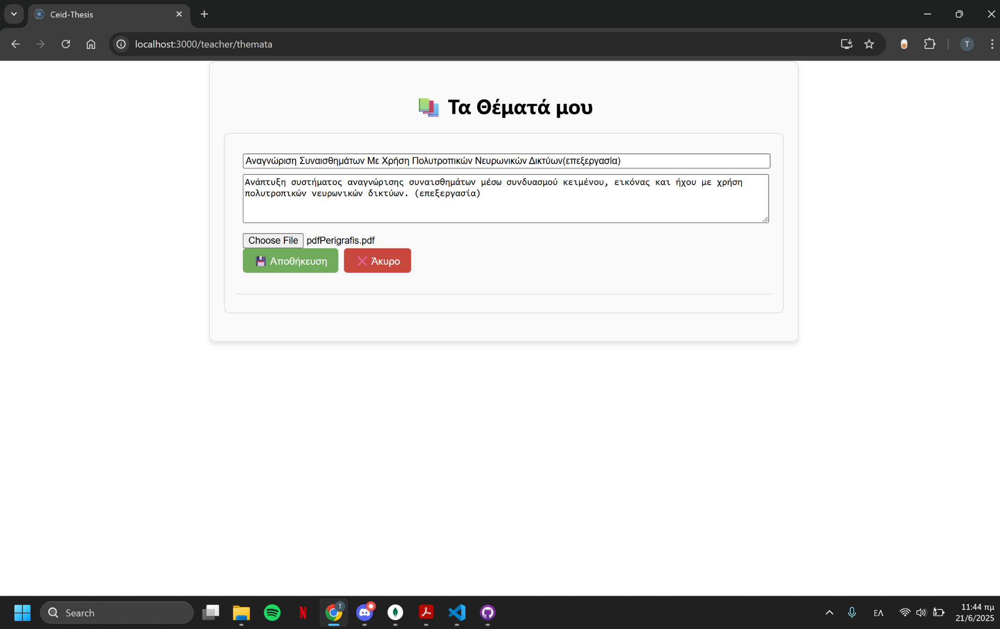 Ceid-Thesis
localhost:3000/teacher/themata
T
📚 Τα Θέματά μου
Αναγνώριση Συναισθημάτων Με Χρήση Πολυτροπικών Νευρωνικών Δικτύων(επεξεργασία)
Ανάπτυξη συστήματος αναγνώρισης συναισθημάτων μέσω συνδυασμού κειμένου, εικόνας και ήχου με χρήση
πολυτροπικών νευρωνικών δικτύων. (επεξεργασία)
Choose File pdfPerigrafis.pdf
💾 Αποθήκευση ❌ Άκυρο
Search
T
ΕΛ
11:44 πμ
21/6/2025